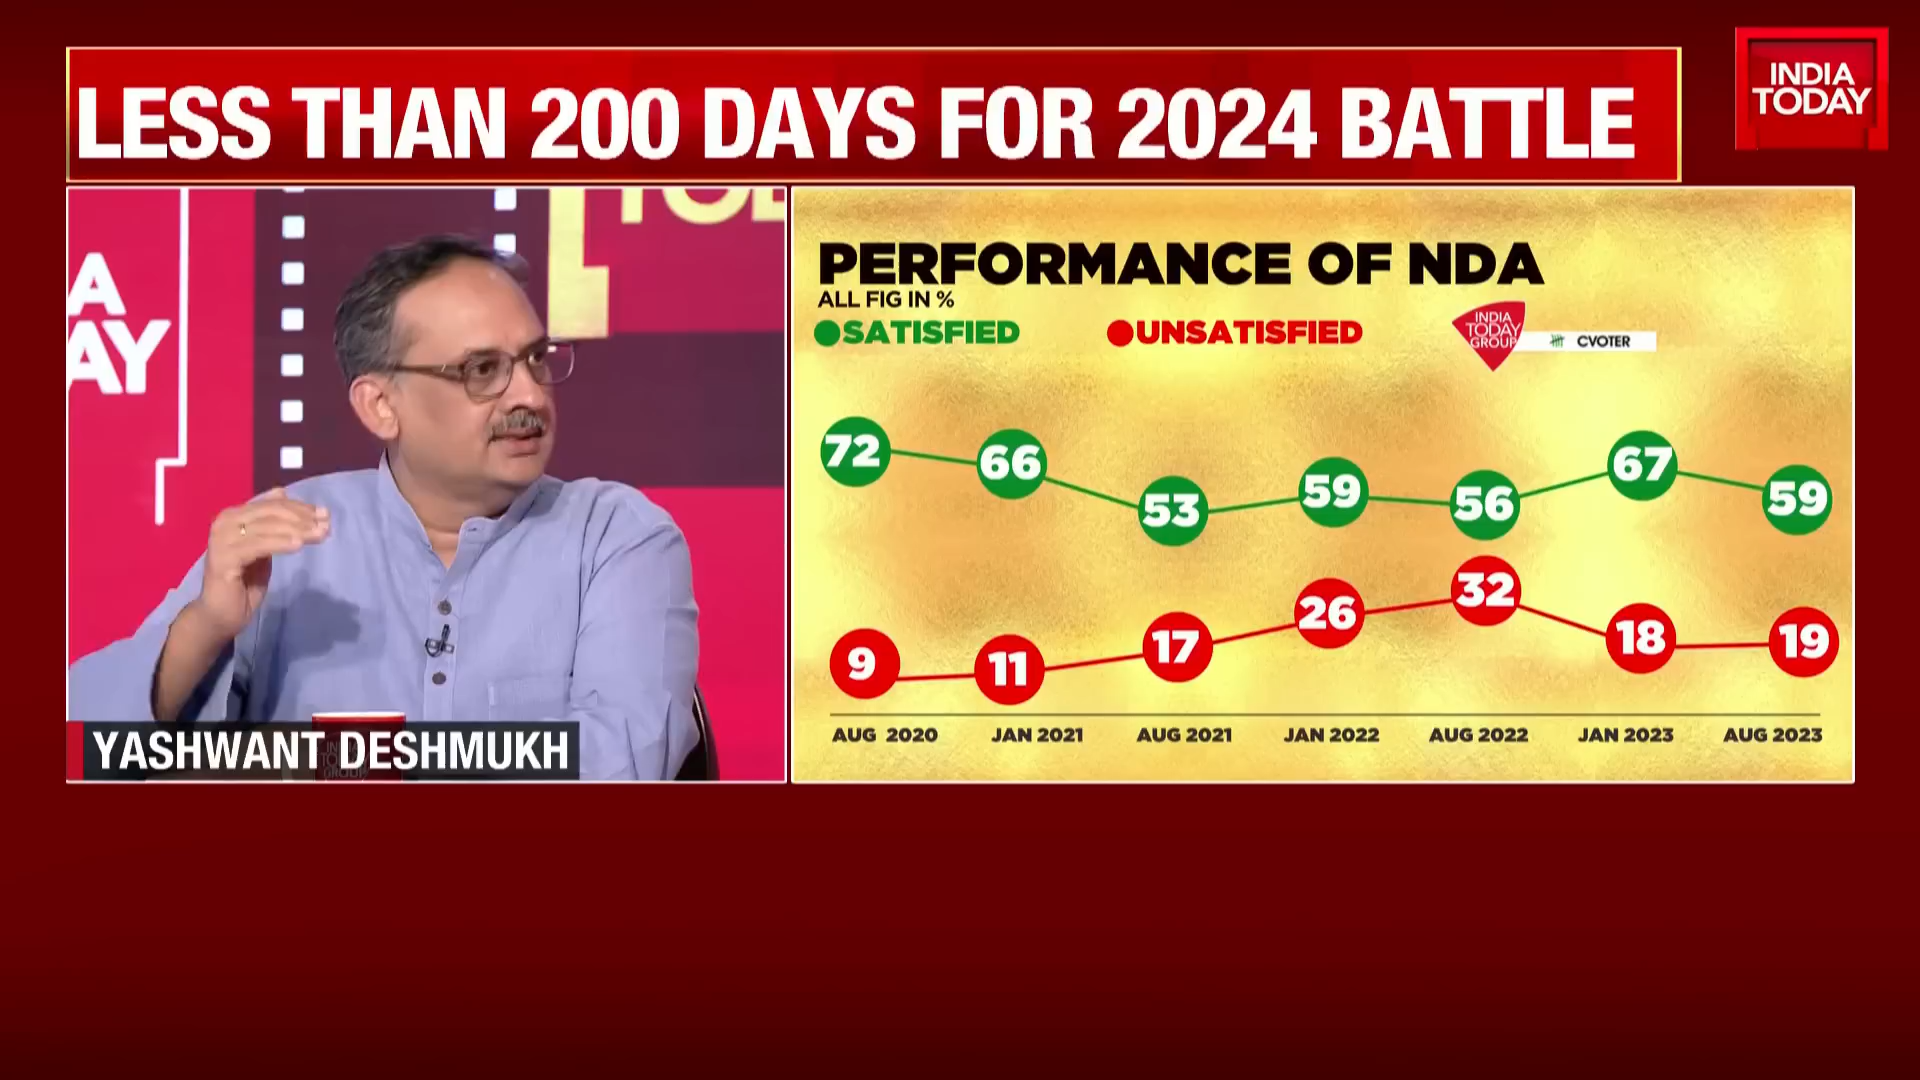 LESS THAN 200 DAYS FOR 2024 BATTLE
INDIA
TODAY
A
AY
YASHWANT DESHMUKH
PERFORMANCE OF NDA
ALL FIG IN %
SATISFIED
UNSATISFIED
INDIA
TODAY
GROUP
CVOTER
72 66 53 59 56 67 59
9 11 17 26 32 18 19
AUG 2020 JAN 2021 AUG 2021 JAN 2022 AUG 2022 JAN 2023 AUG 2023